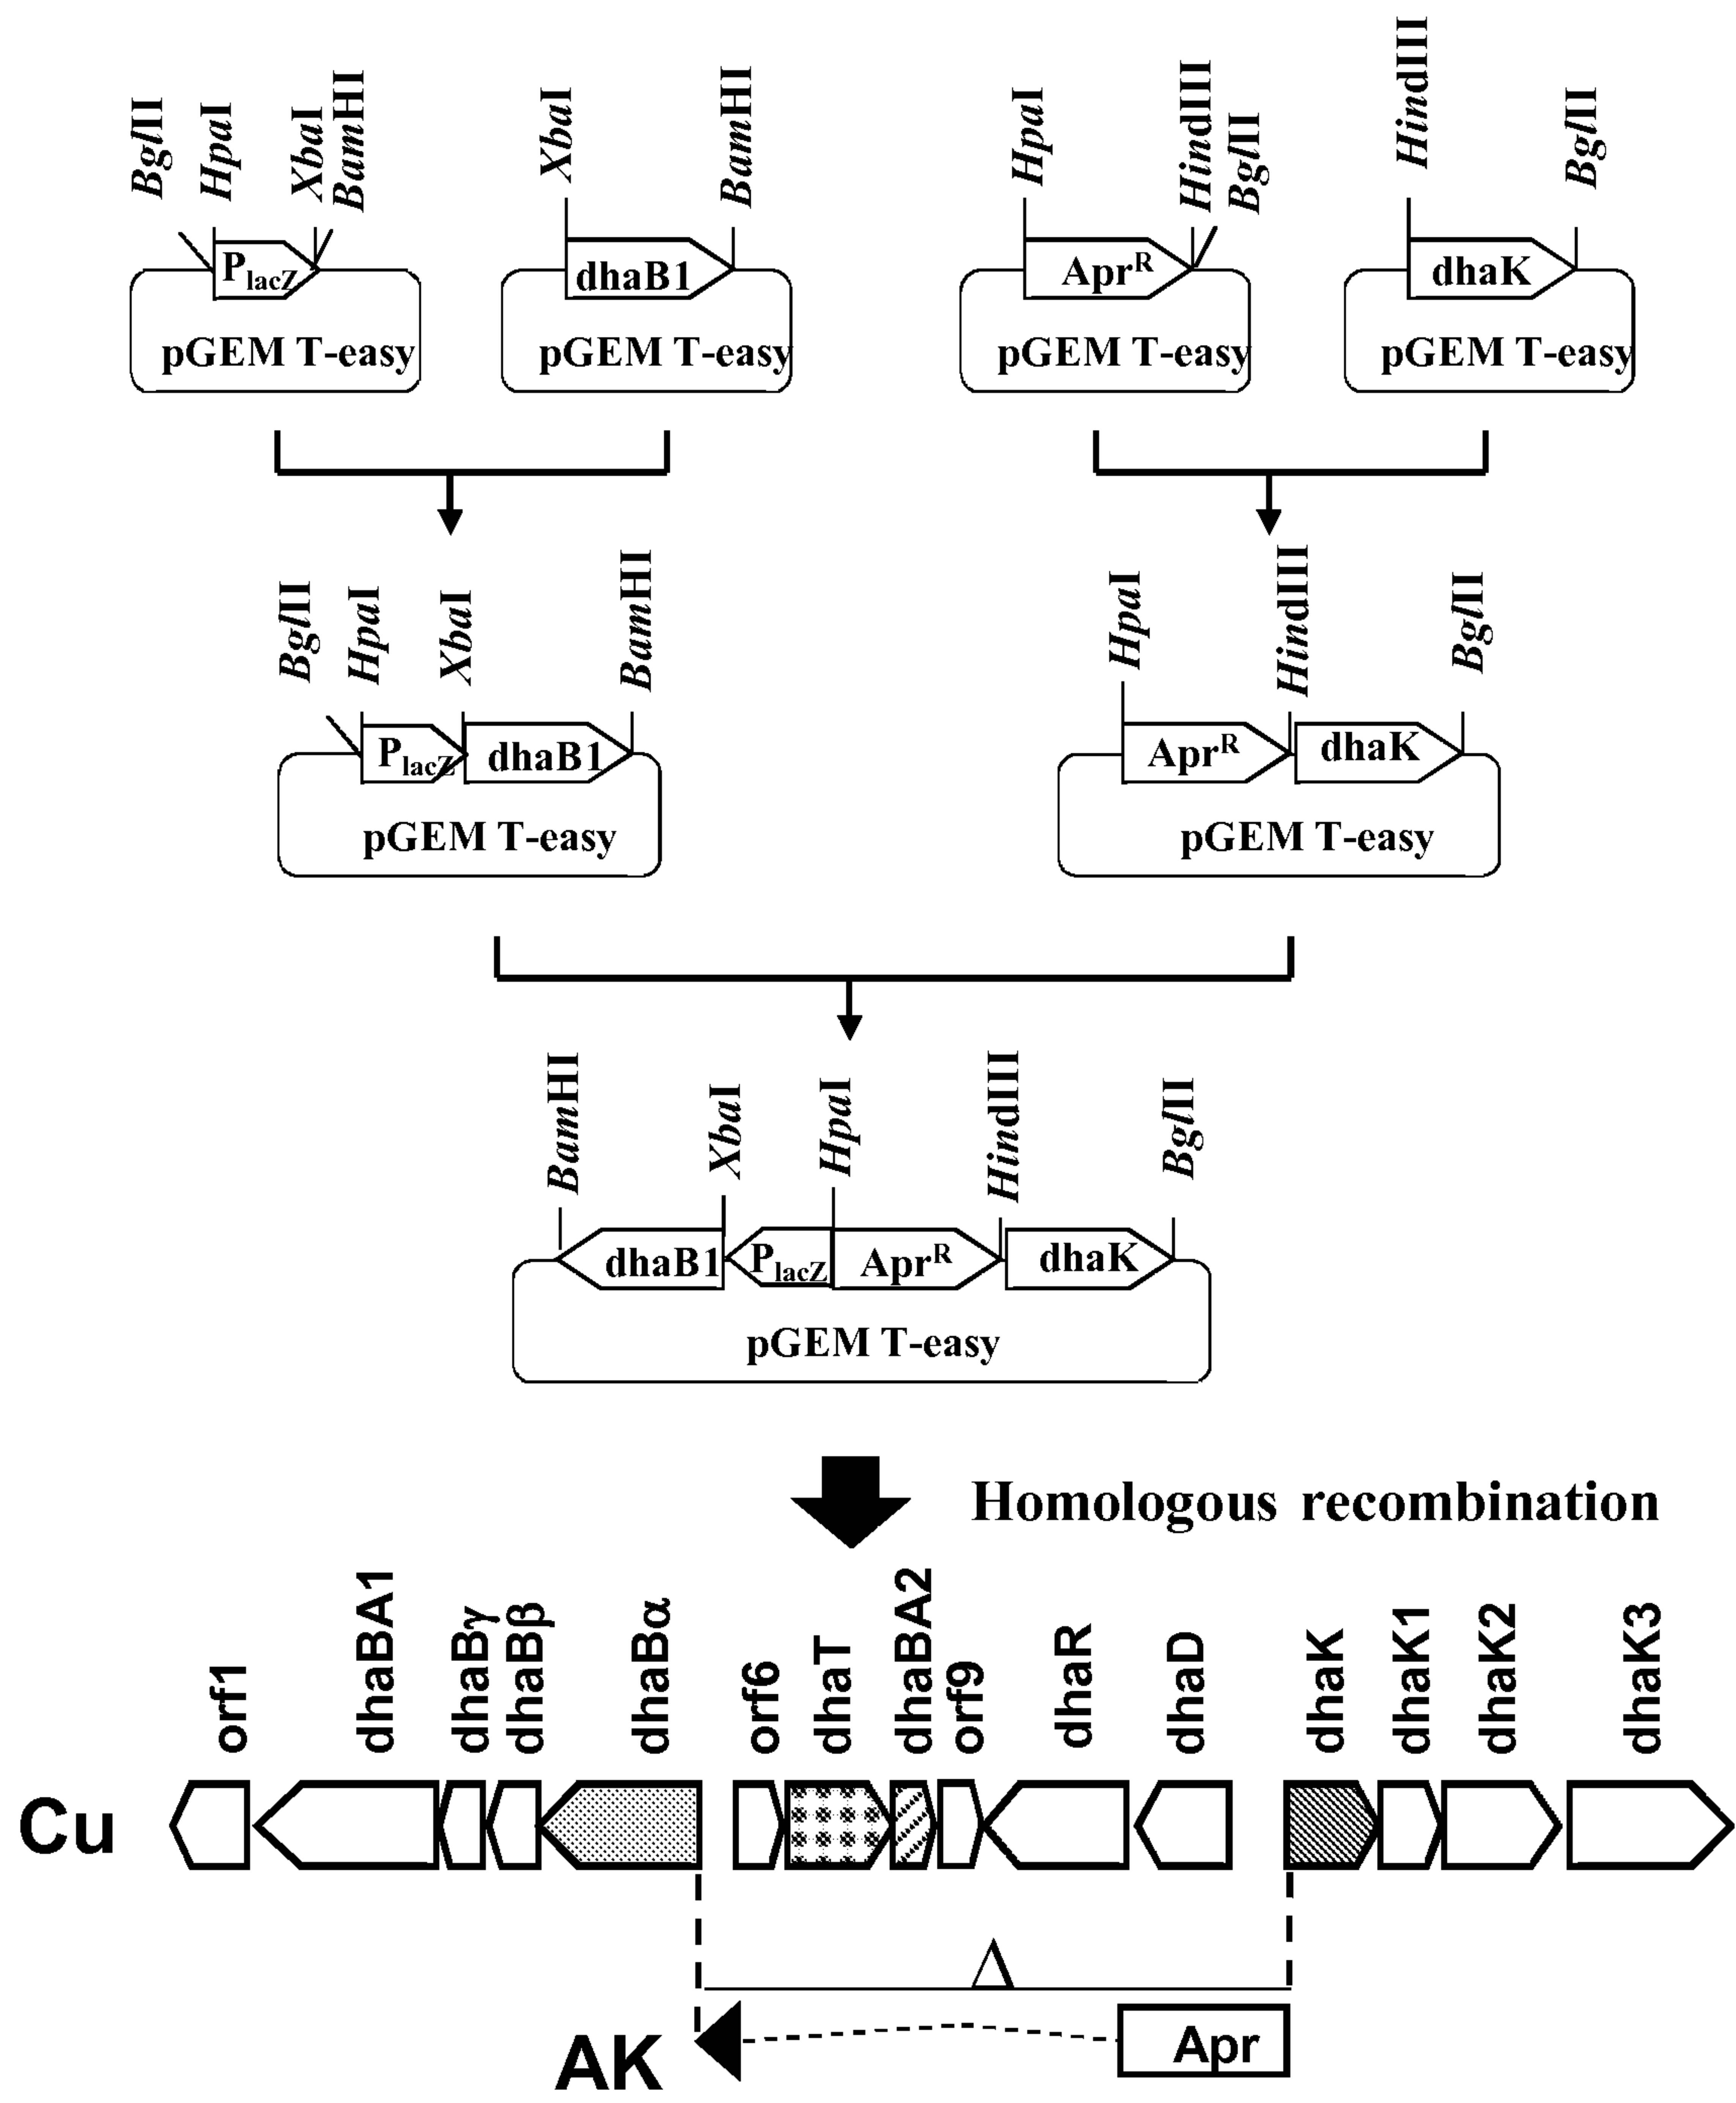 BglII HpaI XbaI BamHI XbaI BamHI HpaI HindIII BglII HindIII BglII
PlacZ dhaB1 AprR dhaK
pGEM T-easy pGEM T-easy pGEM T-easy pGEM T-easy
BglII HpaI XbaI BamHI HpaI HindIII BglII
PlacZ dhaB1 AprR dhaK
pGEM T-easy pGEM T-easy
BamHI XbaI HpaI HindIII BglII
dhaB1 PlacZ AprR dhaK
pGEM T-easy
Homologous recombination
orf1 dhaBA1 dhaBγ dhaBβ dhaBα orf6 dhaT dhaBA2 orf9 dhaR dhaD dhaK dhaK1 dhaK2 dhaK3
Cu
Δ
AK Apr